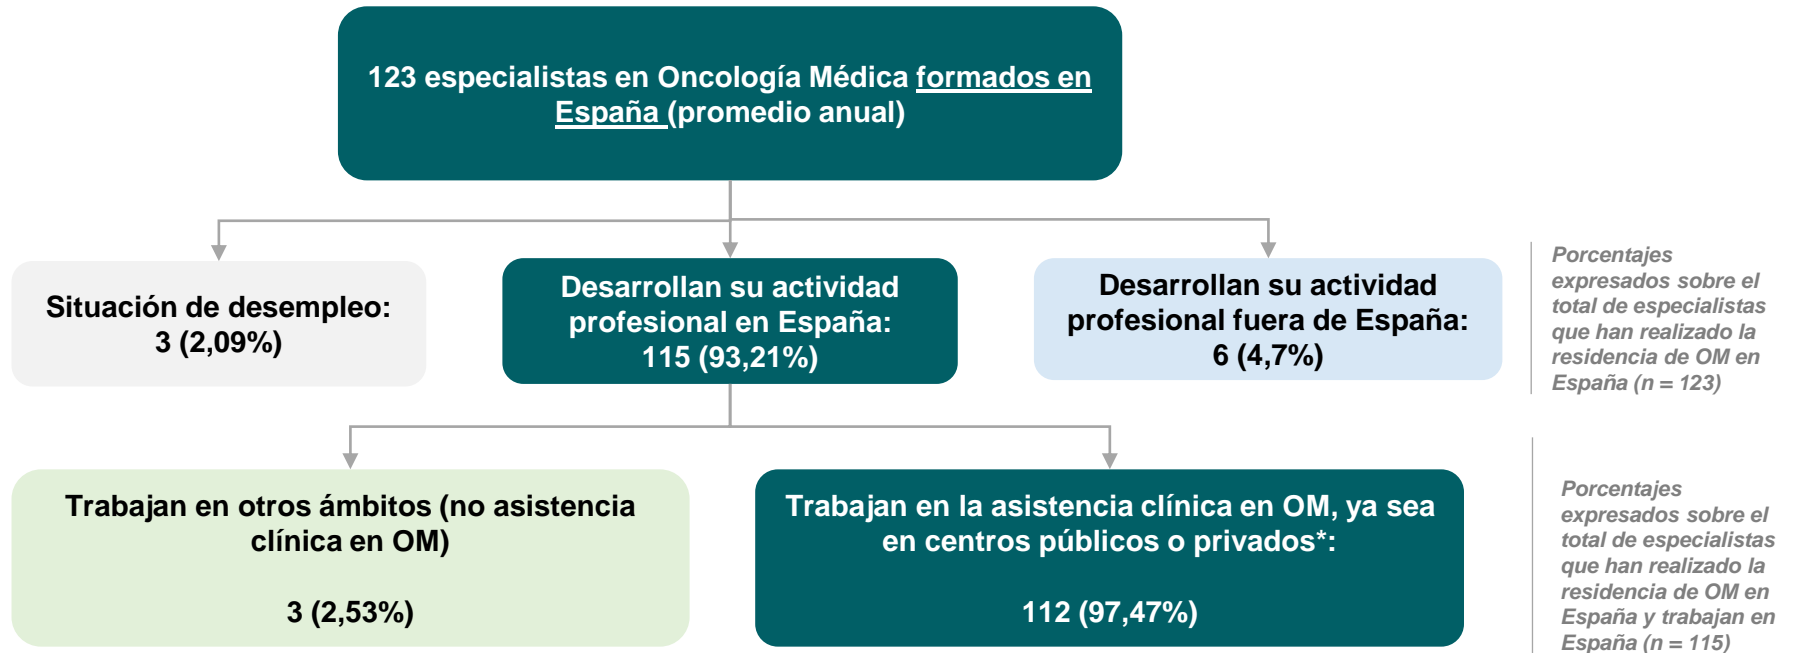 123 especialistas en Oncología Médica formados en
España (promedio anual)
Situación de desempleo:
3 (2,09%)
Desarrollan su actividad
profesional en España:
115 (93,21%)
Desarrollan su actividad
profesional fuera de España:
6 (4,7%)
Porcentajes
expresados sobre el
total de especialistas
que han realizado la
residencia de OM en
España (n = 123)
Trabajan en otros ámbitos (no asistencia
clínica en OM)
3 (2,53%)
Trabajan en la asistencia clínica en OM, ya sea
en centros públicos o privados*:
112 (97,47%)
Porcentajes
expresados sobre el
total de especialistas
que han realizado la
residencia de OM en
España y trabajan en
España (n = 115)